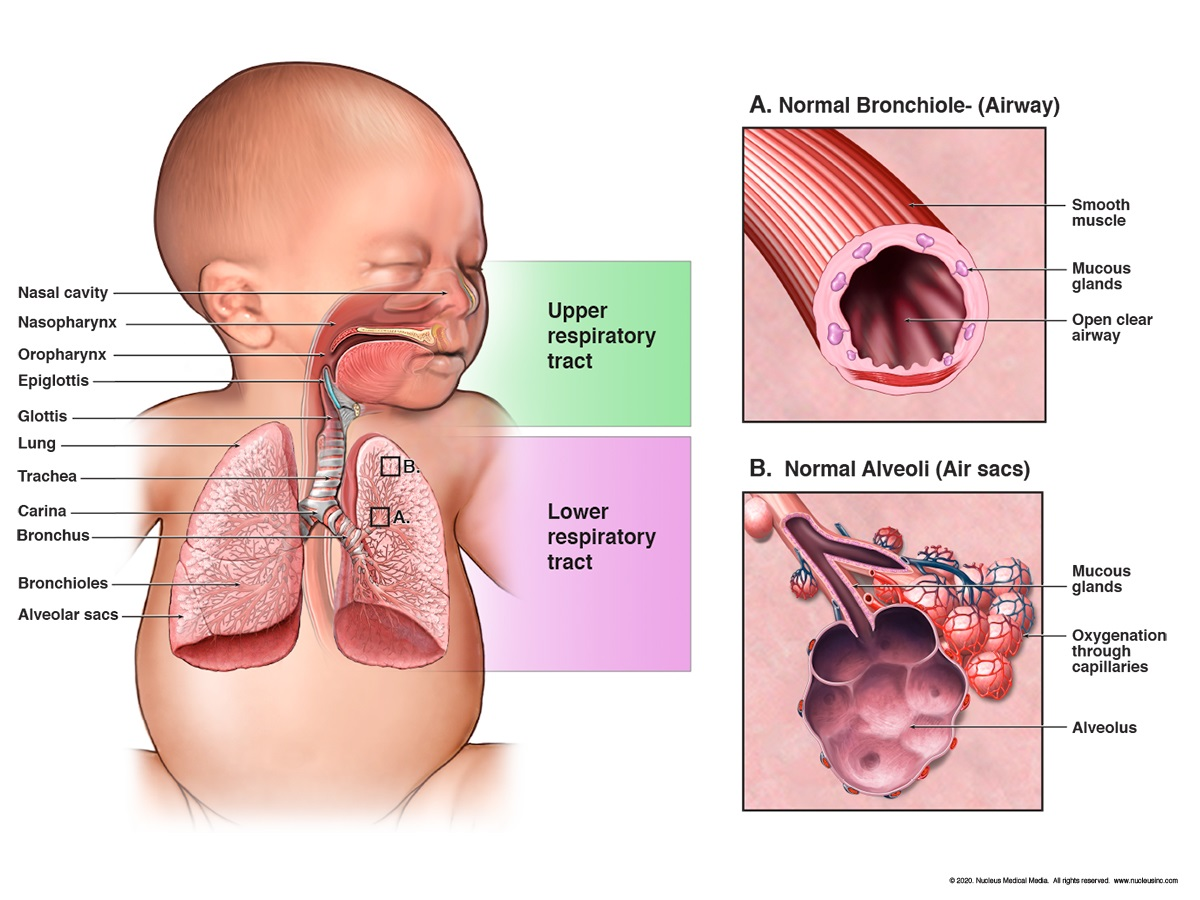 A. Normal Bronchiole- (Airway)
Smooth
muscle
Mucous
glands
Open clear
airway
Nasal cavity
Nasopharynx
Oropharynx
Epiglottis
Glottis
Lung
Trachea
Carina
Bronchus
Bronchioles
Alveolar sacs
Upper
respiratory
tract
B.
A.
Lower
respiratory
tract
B. Normal Alveoli (Air sacs)
Mucous
glands
Oxygenation
through
capillaries
Alveolus
© 2020. Nucleus Medical Media. All rights reserved. www.nucleusinc.com